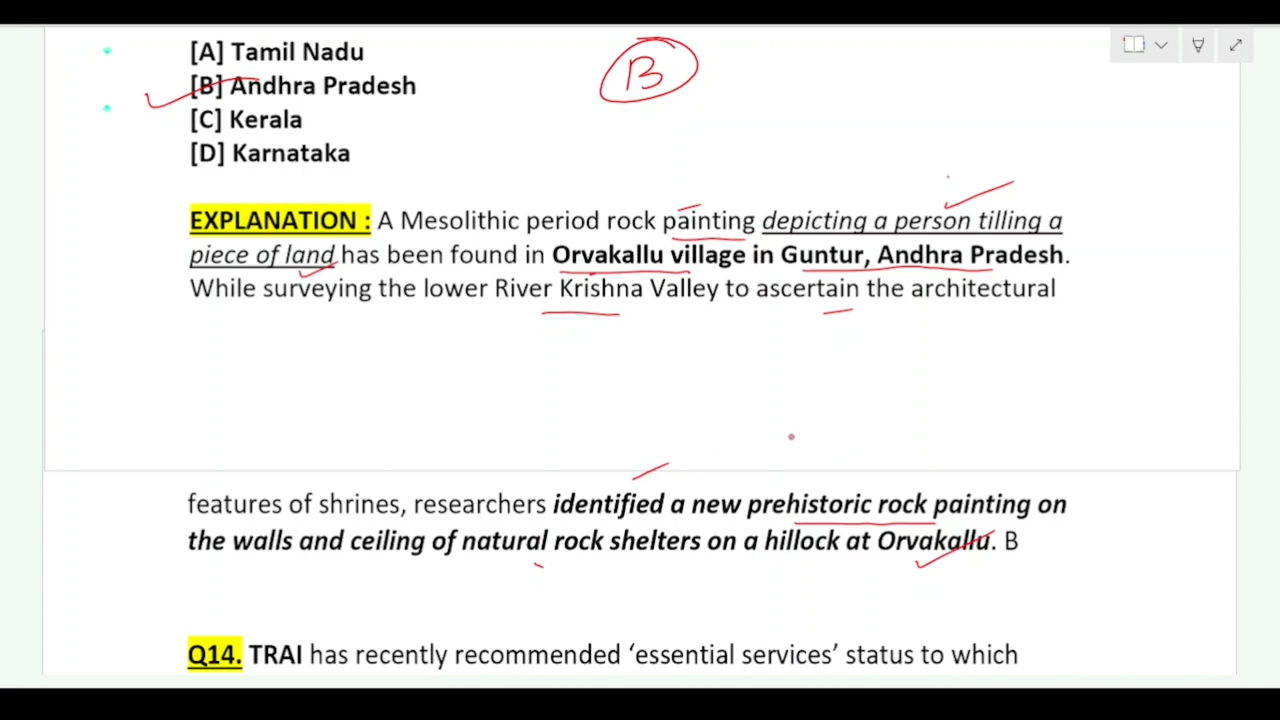 [A] Tamil Nadu
B
[B] Andhra Pradesh
[C] Kerala
[D] Karnataka
EXPLANATION : A Mesolithic period rock painting depicting a person tilling a
piece of land has been found in Orvakallu village in Guntur, Andhra Pradesh.
While surveying the lower River Krishna Valley to ascertain the architectural
features of shrines, researchers identified a new prehistoric rock painting on
the walls and ceiling of natural rock shelters on a hillock at Orvakallu. B
Q14. TRAI has recently recommended ‘essential services’ status to which